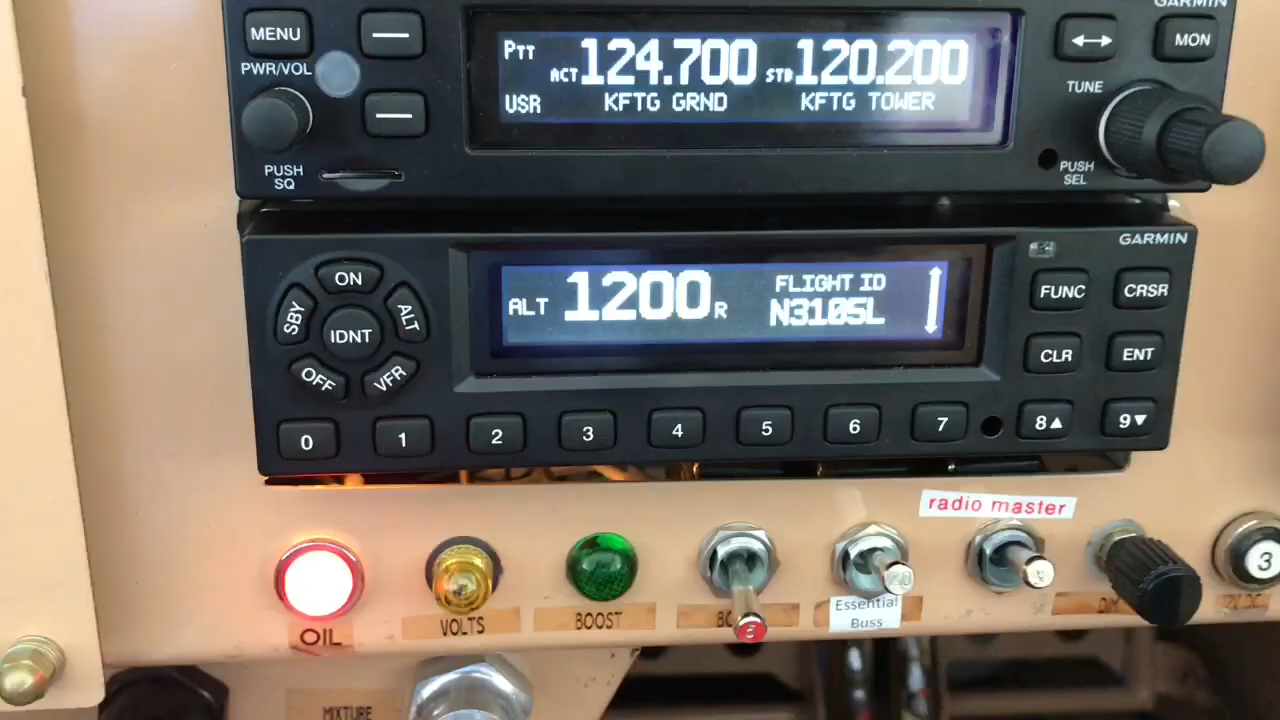 GARMIN
MENU
PWR/VOL
PUSH
SQ
PTT
ACT 124.700 STB 120.200
USR KFTG GRND KFTG TOWER
MON
TUNE
PUSH
SEL
GARMIN
ON
SBY
ALT
IDNT
OFF
VFR
ALT 1200 R
FLIGHT ID
N3105L
FUNC
CRSR
CLR
ENT
0 1 2 3 4 5 6 7 8 9
radio master
OIL
VOLTS
BOOST
Essential
Buss
20
DIM
3
MIXTURE